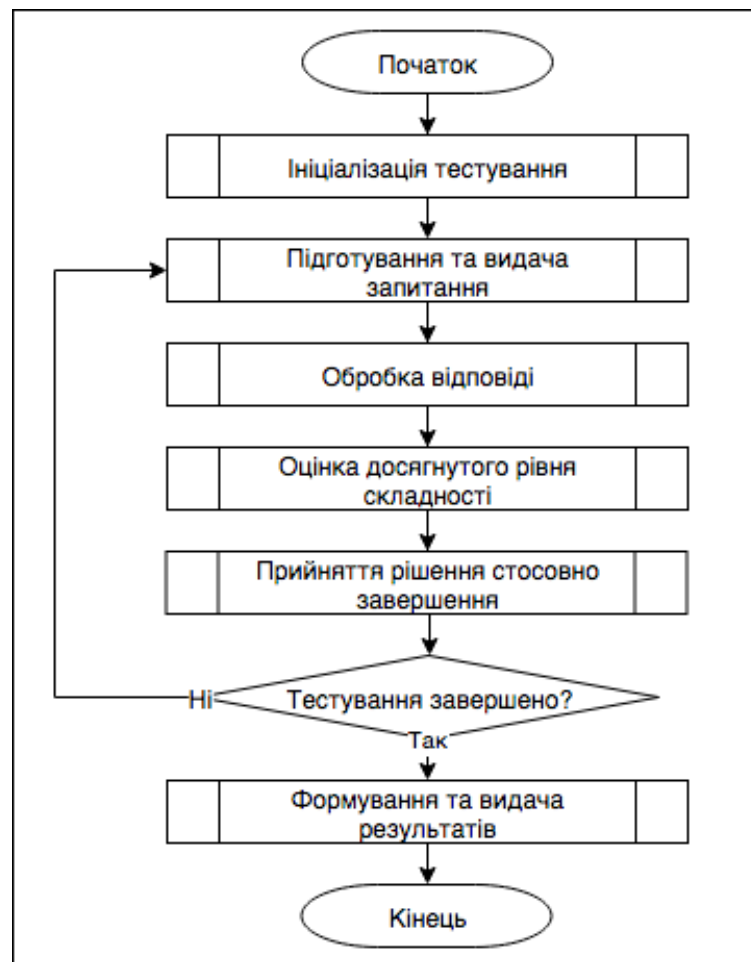 Початок
Ініціалізація тестування
Підготування та видача
запитання
Обробка відповіді
Оцінка досягнутого рівня
складності
Прийняття рішення стосовно
завершення
Ні
Тестування завершено?
Так
Формування та видача
результатів
Кінець